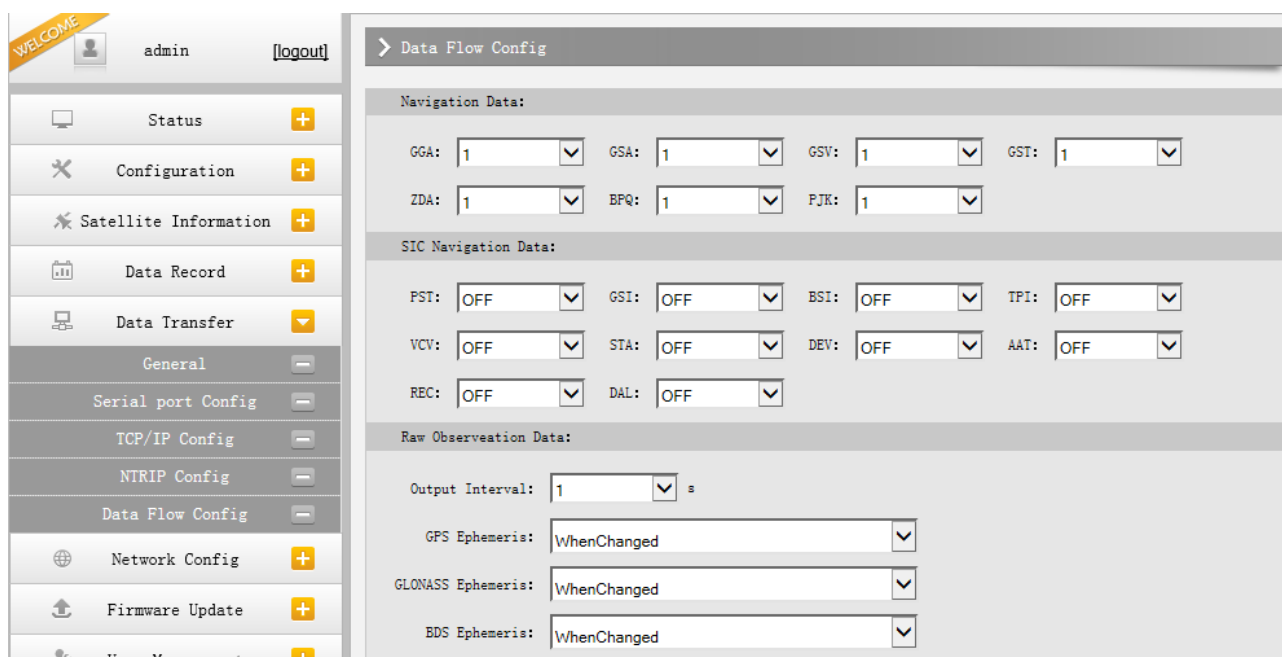 WELCOME
admin [logout]
Status
Configuration
Satellite Information
Data Record
Data Transfer
General
Serial port Config
TCP/IP Config
NTRIP Config
Data Flow Config
Network Config
Firmware Update
Data Flow Config
Navigation Data:
GGA: 1 GSA: 1 GSV: 1 GST: 1
ZDA: 1 BPQ: 1 PJK: 1
SIC Navigation Data:
PST: OFF GSI: OFF BSI: OFF TPI: OFF
VCV: OFF STA: OFF DEV: OFF AAT: OFF
REC: OFF DAL: OFF
Raw Observeation Data:
Output Interval: 1 s
GPS Ephemeris: WhenChanged
GLONASS Ephemeris: WhenChanged
BDS Ephemeris: WhenChanged